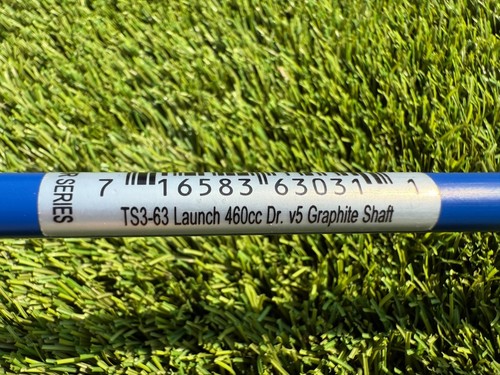 7 16583 63031 1
TS3-63 Launch 460cc Dr. v5 Graphite Shaft
SERIES